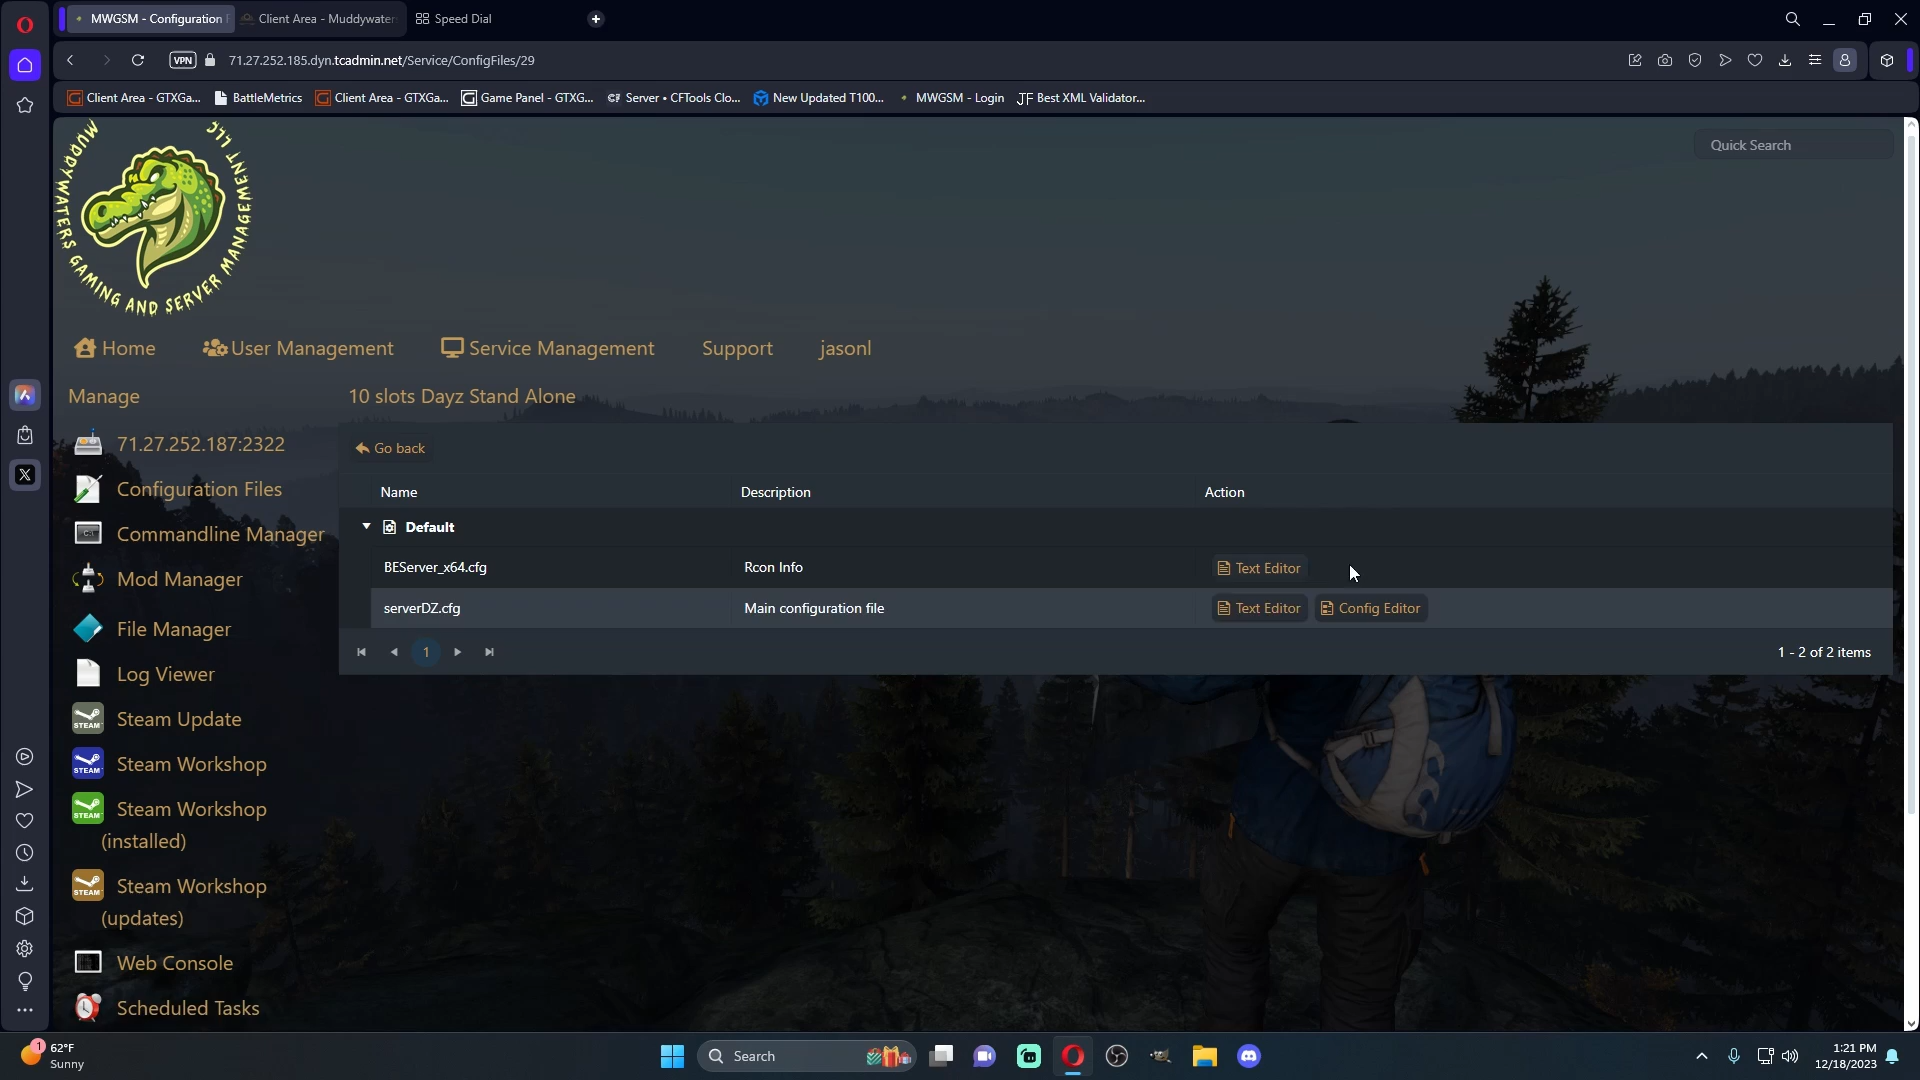 MWGSM - Configuration F
Client Area - Muddywater
Speed Dial
VPN
71.27.252.185.dyn.tcadmin.net/Service/ConfigFiles/29
Client Area - GTXGa...
BattleMetrics
Client Area - GTXGa...
Game Panel - GTXG...
Server • CFTools Clo...
New Updated T100...
MWGSM - Login
Best XML Validator...
MUDDYWATERS GAMING AND SERVER MANAGEMENT LLC
Quick Search
Home
User Management
Service Management
Support
jasonl
Manage
10 slots Dayz Stand Alone
71.27.252.187:2322
Configuration Files
Commandline Manager
Mod Manager
File Manager
Log Viewer
STEAM Steam Update
STEAM Steam Workshop
STEAM Steam Workshop
(installed)
STEAM Steam Workshop
(updates)
Web Console
Scheduled Tasks
Go back
Name Description Action
Default
BEServer_x64.cfg Rcon Info Text Editor
serverDZ.cfg Main configuration file Text Editor Config Editor
1
1 - 2 of 2 items
1
62°F
Sunny
Search
1:21 PM
12/18/2023